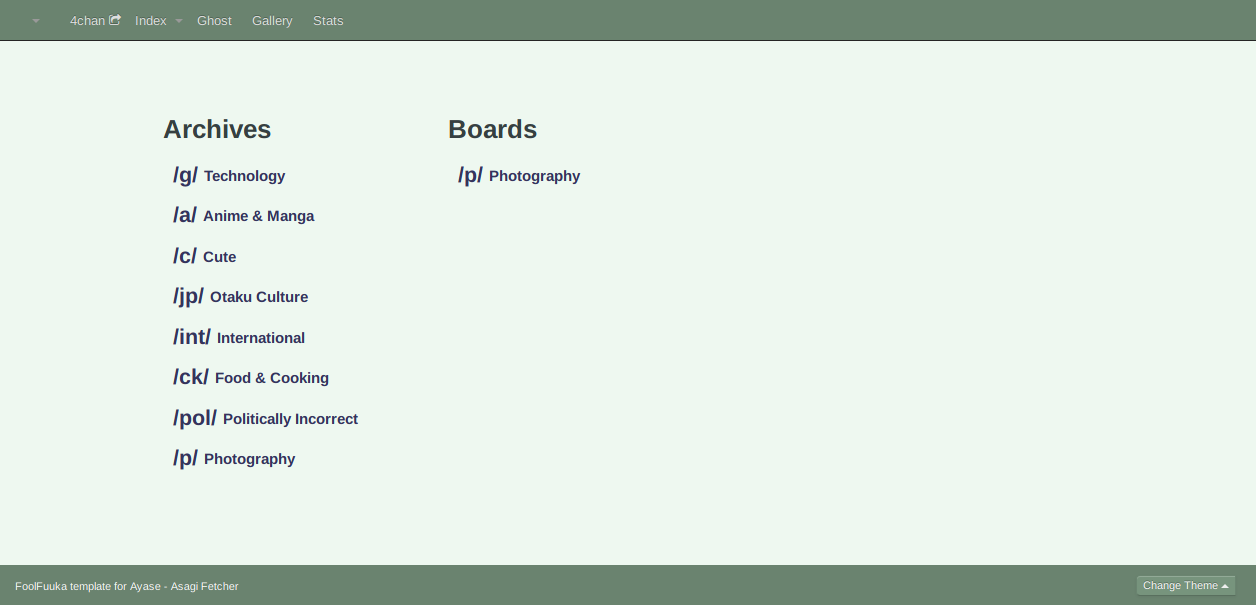 4chan Index Ghost Gallery Stats
Archives
/g/ Technology
/a/ Anime & Manga
/c/ Cute
/jp/ Otaku Culture
/int/ International
/ck/ Food & Cooking
/pol/ Politically Incorrect
/p/ Photography
Boards
/p/ Photography
FoolFuuka template for Ayase - Asagi Fetcher
Change Theme